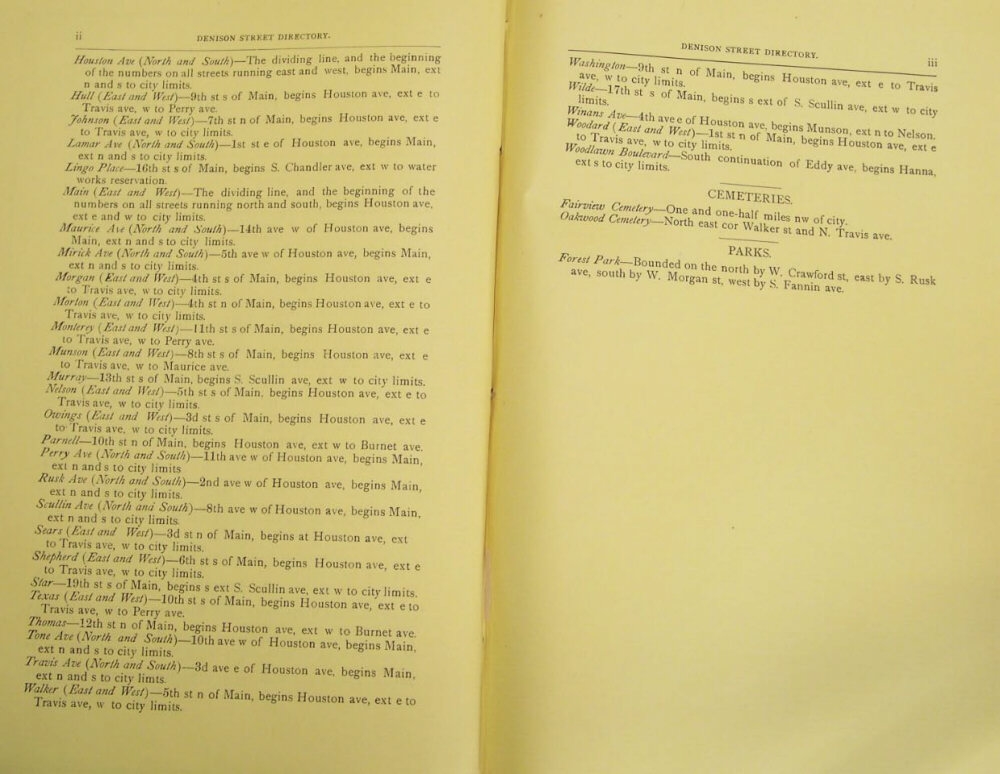 ii
DENISON STREET DIRECTORY.
Houston Ave (North and South)—The dividing line, and the beginning
of the numbers on all streets running east and west, begins Main, ext
n and s to city limits.
Hull (East and West)—9th st s of Main, begins Houston ave, ext e to
Travis ave, w to Perry ave.
Johnson (East and West)—7th st n of Main, begins Houston ave, ext e
to Travis ave, w to city limits.
Lamar Ave (North and South)—1st st e of Houston ave, begins Main,
ext n and s to city limits.
Lingo Place—16th st s of Main, begins S. Chandler ave, ext w to water
works reservation.
Main (East and West)—The dividing line, and the beginning of the
numbers on all streets running north and south, begins Houston ave,
ext e and w to city limits.
Maurice Ave (North and South)—14th ave w of Houston ave, begins
Main, ext n and s to city limits.
Mirick Ave (North and South)—5th ave w of Houston ave, begins Main,
ext n and s to city limits.
Morgan (East and West)—4th st s of Main, begins Houston ave, ext e
to Travis ave, w to city limits.
Morton (East and West)—4th st n of Main, begins Houston ave, ext e to
Travis ave, w to city limits.
Monterey (East and West)—11th st s of Main, begins Houston ave, ext e
to Travis ave, w to Perry ave.
Munson (East and West)—8th st s of Main, begins Houston ave, ext e
to Travis ave, w to Maurice ave.
Murray—13th st s of Main, begins S. Scullin ave, ext w to city limits.
Nelson (East and West)—5th st s of Main, begins Houston ave, ext e to
Travis ave, w to city limits.
Owings (East and West)—3d st s of Main, begins Houston ave, ext e
to Travis ave, w to city limits.
Parnell—10th st n of Main, begins Houston ave, ext w to Burnet ave.
Perry Ave (North and South)—11th ave w of Houston ave, begins Main,
ext n and s to city limits
Rusk Ave (North and South)—2nd ave w of Houston ave, begins Main,
ext n and s to city limits.
Scullin Ave (North and South)—8th ave w of Houston ave, begins Main,
ext n and s to city limits.
Sears (East and West)—3d st n of Main, begins at Houston ave, ext
to Travis ave, w to city limits.
Shepherd (East and West)—6th st s of Main, begins Houston ave, ext e
to Travis ave, w to city limits.
Star—19th st s of Main, begins s ext S. Scullin ave, ext w to city limits.
Texas (East and West)—10th st s of Main, begins Houston ave, ext e to
Travis ave, w to Perry ave.
Thomas—12th st n of Main, begins Houston ave, ext w to Burnet ave.
Tone Ave (North and South)—10th ave w of Houston ave, begins Main,
ext n and s to city limits.
Travis Ave (North and South)—3d ave e of Houston ave, begins Main,
ext n and s to city limts.
Walker (East and West)—5th st n of Main, begins Houston ave, ext e to
Travis ave, w to city limits.
DENISON STREET DIRECTORY.
iii
Washington—9th st n of Main, begins Houston ave, ext e to Travis
ave, w to city limits.
Wilde—17th st s of Main, begins s ext of S. Scullin ave, ext w to city
limits.
Winans Ave—4th ave e of Houston ave, begins Munson, ext n to Nelson.
Woodard (East and West)—1st st n of Main, begins Houston ave, ext e
to Travis ave, w to city limits.
Woodlawn Boulevard—South continuation of Eddy ave, begins Hanna,
ext s to city limits.
CEMETERIES.
Fairview Cemetery—One and one-half miles nw of city.
Oakwood Cemetery—North east cor Walker st and N. Travis ave.
PARKS.
Forest Park—Bounded on the north by W. Crawford st, east by S. Rusk
ave, south by W. Morgan st, west by S. Fannin ave.